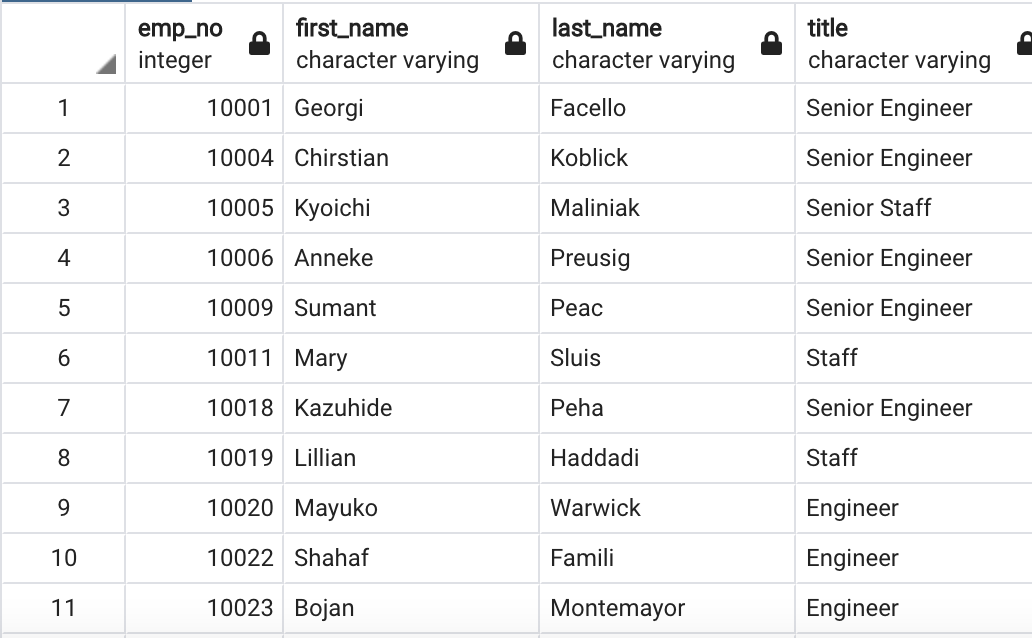 emp_no first_name last_name title
integer character varying character varying character varying
1 10001 Georgi Facello Senior Engineer
2 10004 Chirstian Koblick Senior Engineer
3 10005 Kyoichi Maliniak Senior Staff
4 10006 Anneke Preusig Senior Engineer
5 10009 Sumant Peac Senior Engineer
6 10011 Mary Sluis Staff
7 10018 Kazuhide Peha Senior Engineer
8 10019 Lillian Haddadi Staff
9 10020 Mayuko Warwick Engineer
10 10022 Shahaf Famili Engineer
11 10023 Bojan Montemayor Engineer